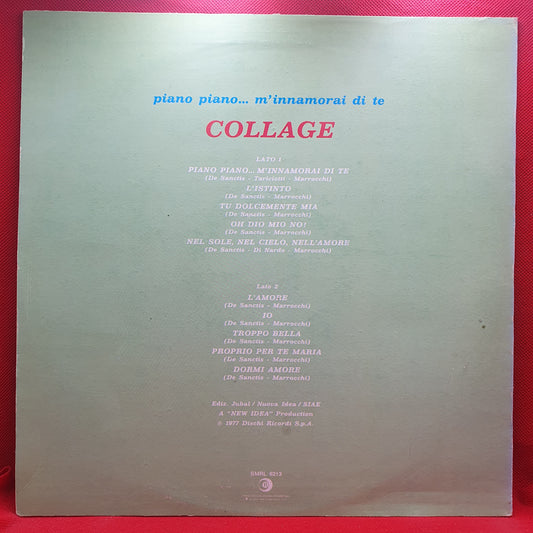 piano piano... m'innamorai di te
COLLAGE
LATO 1
PIANO PIANO... M'INNAMORAI DI TE
(De Sanctis - Turiciotti - Marrocchi)
L'ISTINTO
(De Sanctis - Marrocchi)
TU DOLCEMENTE MIA
(De Sanctis - Marrocchi)
OH DIO MIO NO!
(De Sanctis - Marrocchi)
NEL SOLE, NEL CIELO, NELL'AMORE
(De Sanctis - Di Nardo - Marrocchi)
Lato 2
L'AMORE
(De Sanctis - Marrocchi)
IO
(De Sanctis - Marrocchi)
TROPPO BELLA
(De Sanctis - Marrocchi)
PROPRIO PER TE MARIA
(De Sanctis - Marrocchi)
DORMI AMORE
(De Sanctis - Marrocchi)
Ediz. Jubal / Nuova Idea / SIAE
A "NEW IDEA" Production
℗ 1977 Dischi Ricordi S.p.A.
SMRL 6213